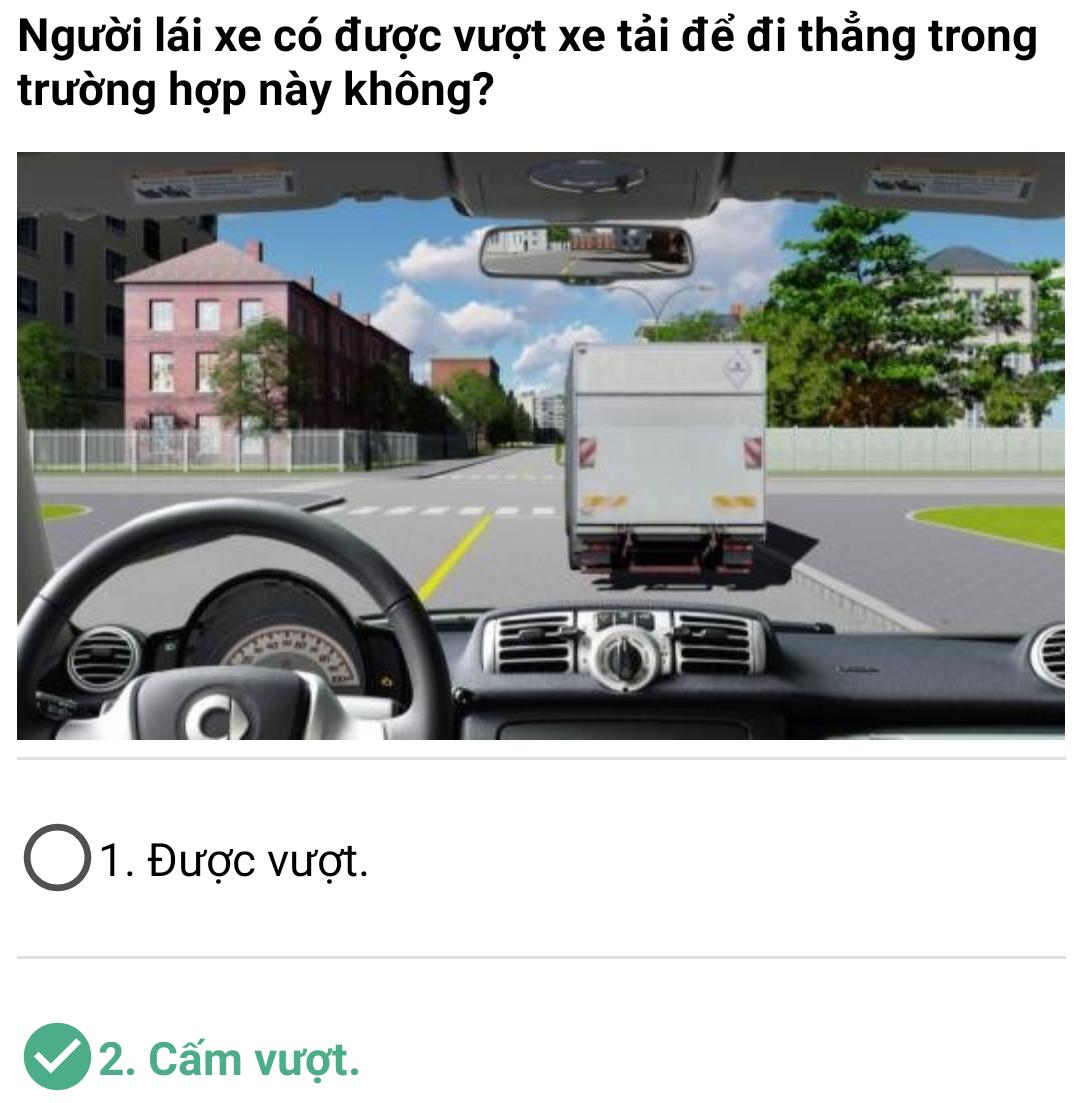 Người lái xe có được vượt xe tải để đi thẳng trong
trường hợp này không?
1. Được vượt.
2. Cấm vượt.